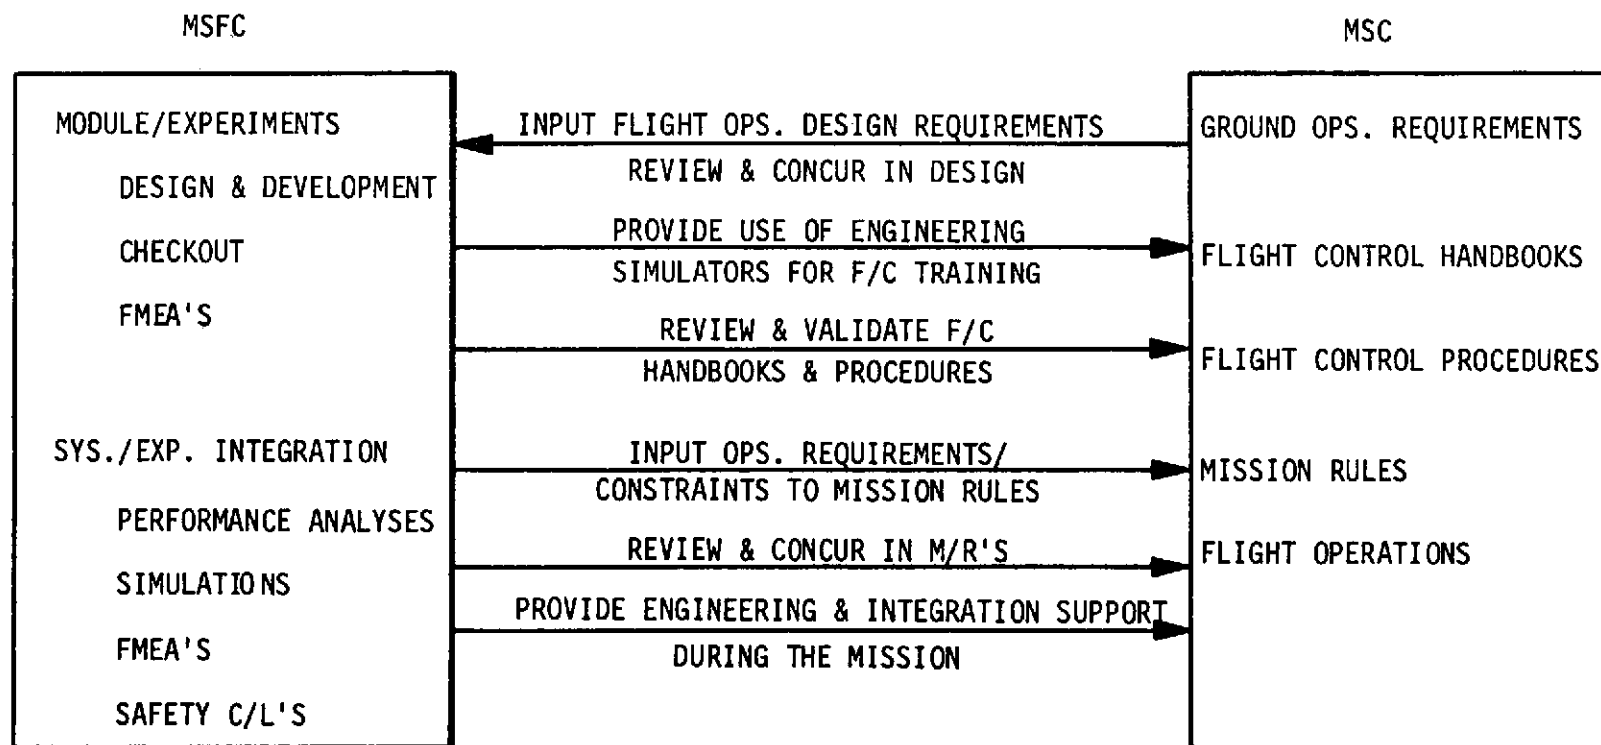 MSFC
MSC
MODULE/EXPERIMENTS
DESIGN & DEVELOPMENT
CHECKOUT
FMEA'S
SYS./EXP. INTEGRATION
PERFORMANCE ANALYSES
SIMULATIONS
FMEA'S
SAFETY C/L'S
INPUT FLIGHT OPS. DESIGN REQUIREMENTS
REVIEW & CONCUR IN DESIGN
PROVIDE USE OF ENGINEERING
SIMULATORS FOR F/C TRAINING
REVIEW & VALIDATE F/C
HANDBOOKS & PROCEDURES
INPUT OPS. REQUIREMENTS/
CONSTRAINTS TO MISSION RULES
REVIEW & CONCUR IN M/R'S
PROVIDE ENGINEERING & INTEGRATION SUPPORT
DURING THE MISSION
GROUND OPS. REQUIREMENTS
FLIGHT CONTROL HANDBOOKS
FLIGHT CONTROL PROCEDURES
MISSION RULES
FLIGHT OPERATIONS